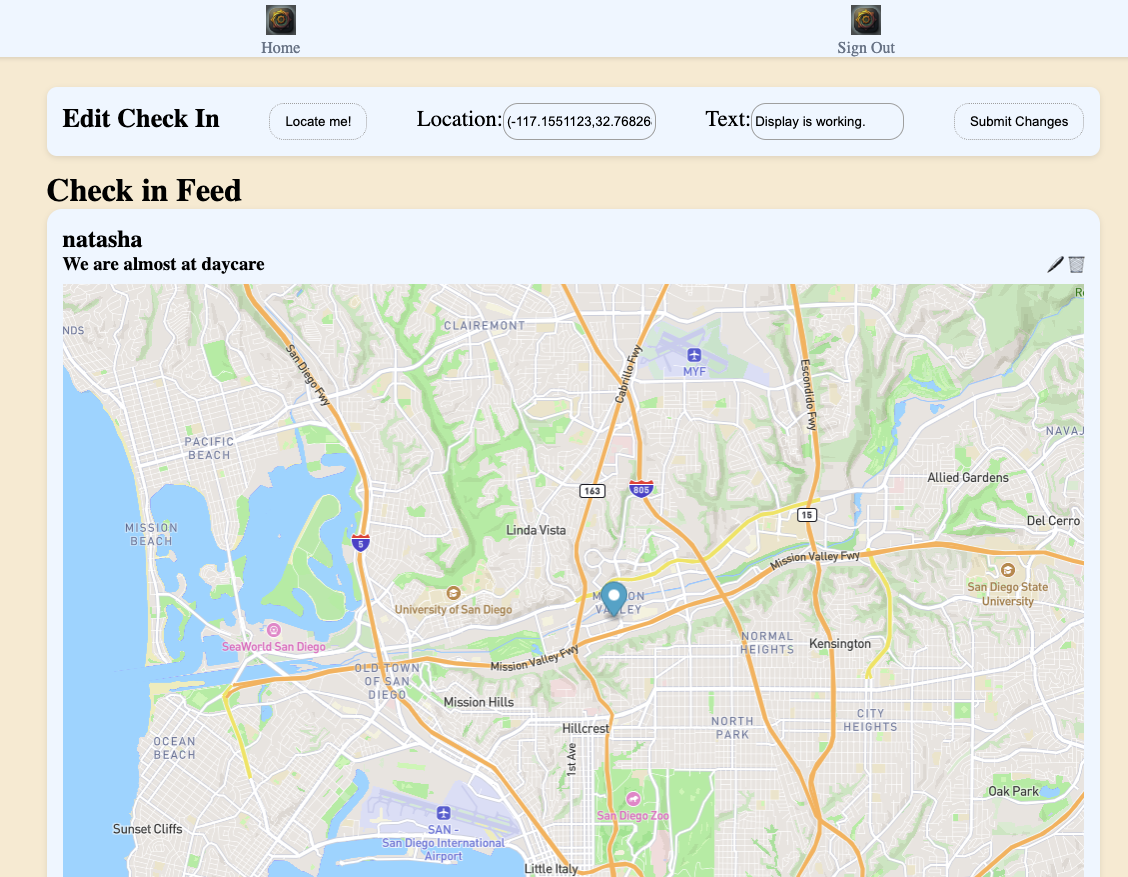 Home
Sign Out
Edit Check In
Locate me!
Location:
(-117.1551123,32.76826
Text:
Display is working.
Submit Changes
Check in Feed
natasha
We are almost at daycare
NDS
CLAIREMONT
San Diego Fwy
Cabrillo Fwy
MYF
Escondido Fwy
PACIFIC
BEACH
NAVAJ
Allied Gardens
163
805
15
Del Cerro
MISSION
BEACH
Linda Vista
5
Mission Valley Fwy
San Diego State
University
University of San Diego
VALLEY
SeaWorld San Diego
NORMAL
HEIGHTS
Kensington
Mission Valley Fwy
OLD TOWN
OF SAN
DIEGO
Mission Hills
CITY
HEIGHTS
NORTH
PARK
Hillcrest
1st Ave
OCEAN
BEACH
Oak Park
San Diego Zoo
Sunset Cliffs
SAN -
San Diego International
Airport
Little Italy